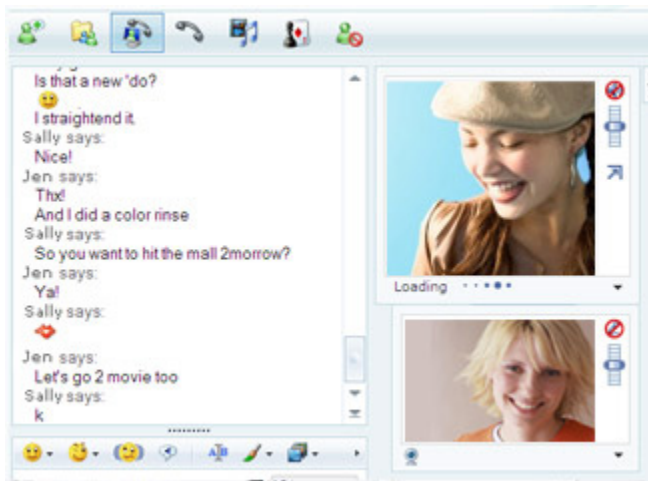 Is that a new 'do?
I straightend it.
Sally says:
Nice!
Jen says:
Thx!
And I did a color rinse
Sally says:
So you want to hit the mall 2morrow?
Jen says:
Ya!
Sally says:
Jen says:
Let's go 2 movie too
Sally says:
k
Loading